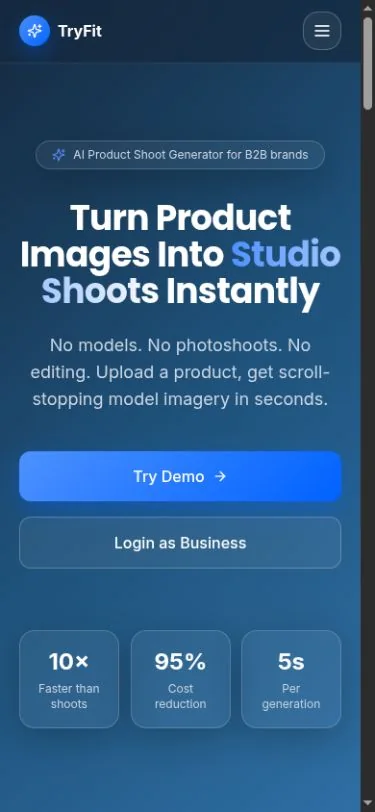 TryFit
AI Product Shoot Generator for B2B brands
Turn Product
Images Into Studio
Shoots Instantly
No models. No photoshoots. No
editing. Upload a product, get scroll-
stopping model imagery in seconds.
Try Demo →
Login as Business
10×
Faster than
shoots
95%
Cost
reduction
5s
Per
generation